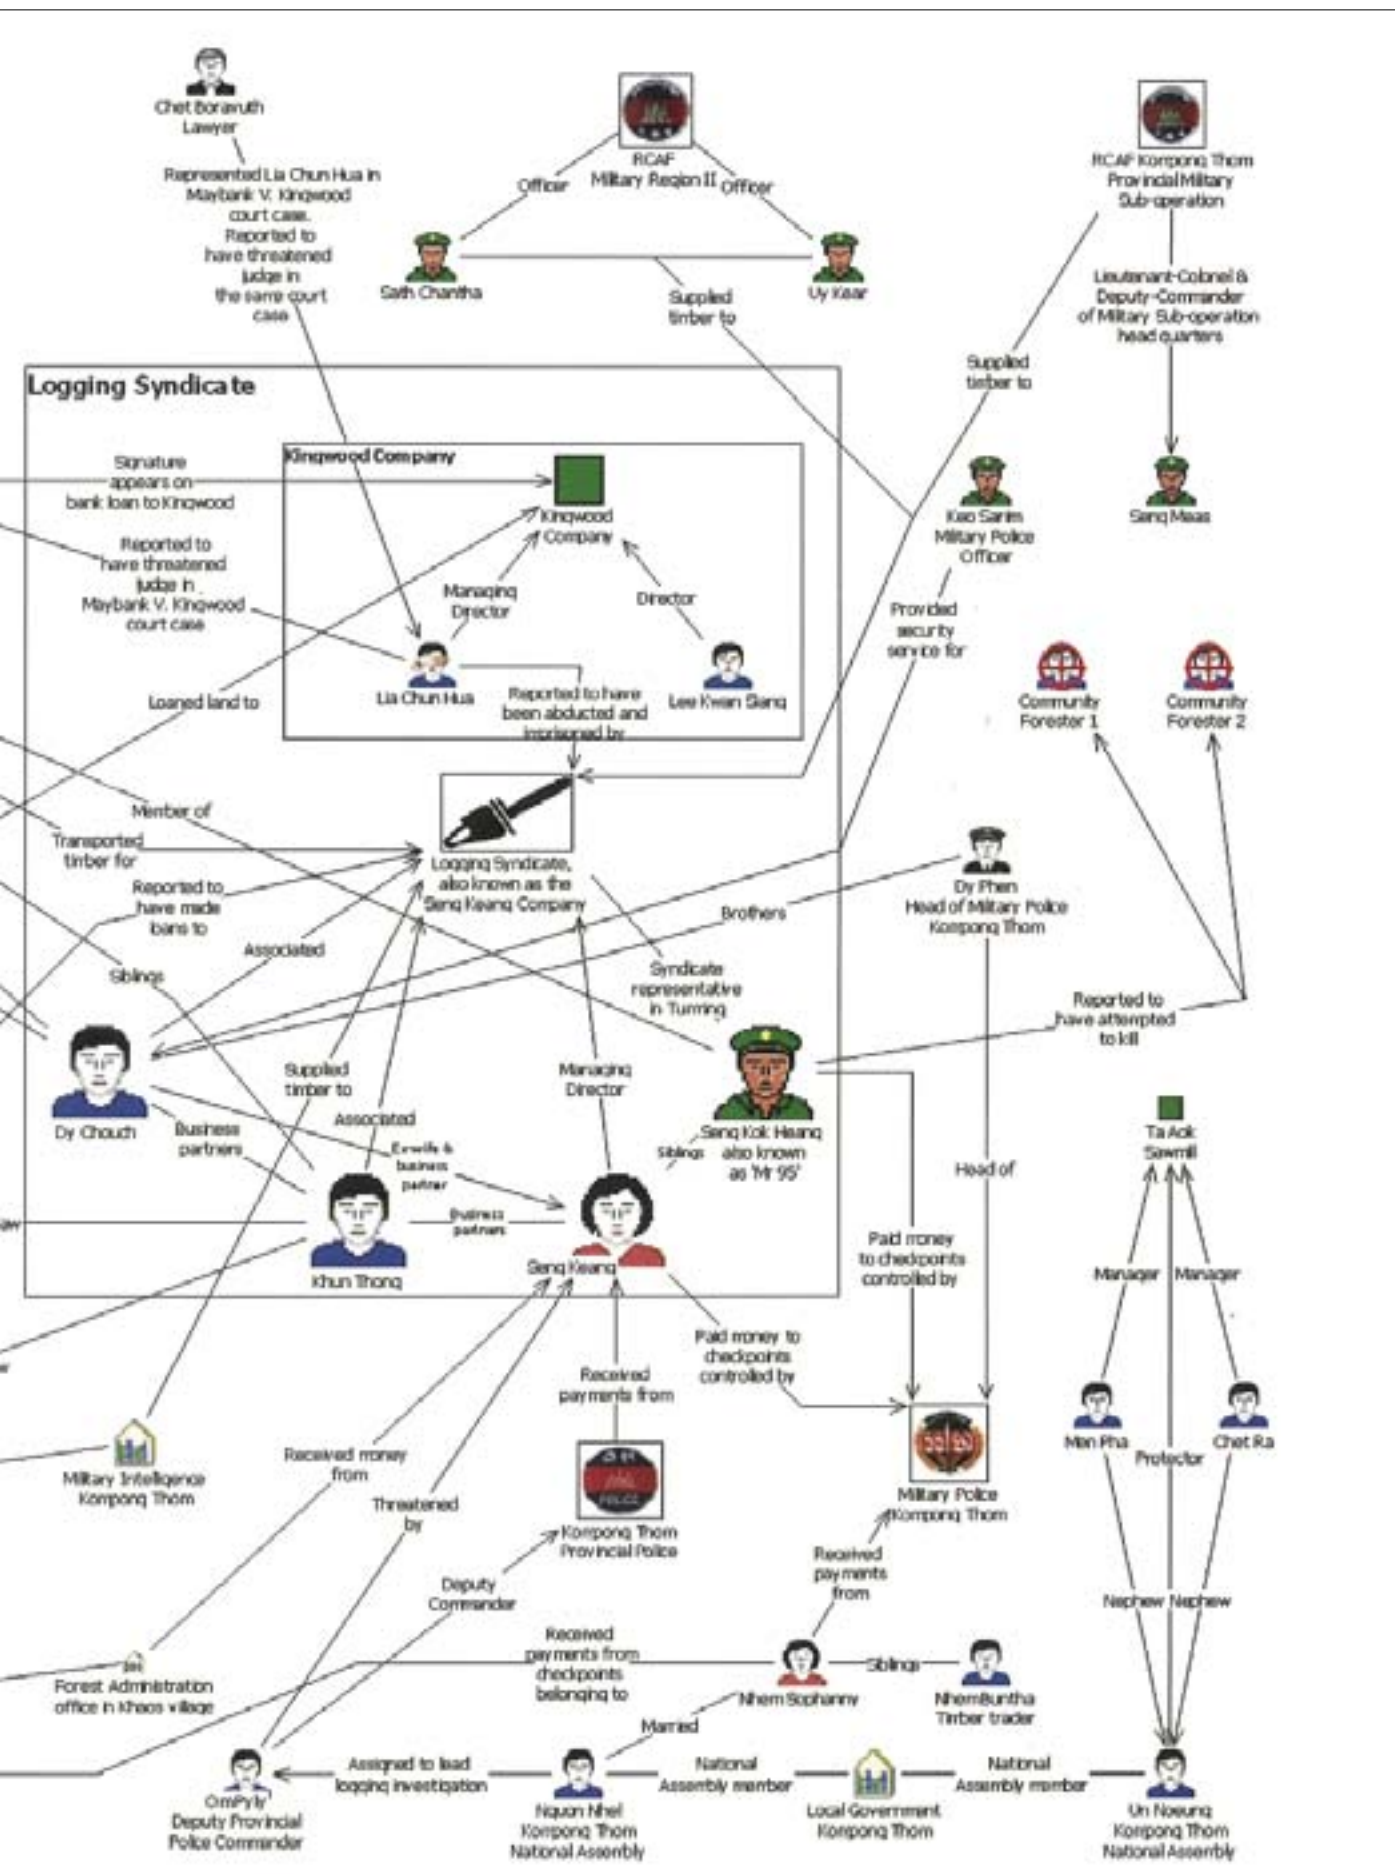 Chet Boravuth
Lawyer
Represented Lia Chun Hua in
Maybank V. Kingwood
court case.
Reported to
have threatened
judge in
the same court
case
RCAF
Military Region II
Officer
Officer
Sath Chantha
Uy Kear
Supplied
timber to
RCAF Kompong Thom
Provincial Military
Sub-operation
Lieutenant-Colonel &
Deputy-Commander
of Military Sub-operation
head quarters
Supplied
timber to
Seng Meas
Keo Sarim
Military Police
Officer
Provided
security
service for
Logging Syndicate
Kingwood Company
Signature
appears on
bank loan to Kingwood
Kingwood
Company
Reported to
have threatened
judge in
Maybank V. Kingwood
court case
Managing
Director
Director
Lia Chun Hua
Lee Kwan Siang
Loaned land to
Reported to have
been abducted and
imprisoned by
Community
Forester 1
Community
Forester 2
Member of
Transported
timber for
Reported to
have made
loans to
Logging Syndicate,
also known as the
Seng Keang Company
Associated
Siblings
Brothers
Dy Phen
Head of Military Police
Kompong Thom
Syndicate
representative
in Tumring
Reported to
have attempted
to kill
Dy Chouch
Supplied
timber to
Managing
Director
Associated
Business
partners
Ex-wife &
business
partner
Siblings
Seng Kok Heang
also known
as 'Mr 95'
Head of
Ta Aok
Sawmill
Business
partners
Khun Thong
Seng Keang
Paid money
to checkpoints
controlled by
Manager
Manager
Paid money to
checkpoints
controlled by
Received
payments from
Men Pha
Chet Ra
Protector
Military Intelligence
Kompong Thom
Received money
from
Threatened
by
POLICE
Kompong Thom
Provincial Police
Military Police
Kompong Thom
Received
payments
from
Deputy
Commander
Nephew
Nephew
Received
payments from
checkpoints
belonging to
Siblings
Forest Administration
office in Khaos village
Nhem Sophanny
Nhem Buntha
Timber trader
Married
Assigned to lead
logging investigation
National
Assembly member
National
Assembly member
Om Pyly
Deputy Provincial
Police Commander
Nguon Nhel
Kompong Thom
National Assembly
Local Government
Kompong Thom
Un Noeung
Kompong Thom
National Assembly